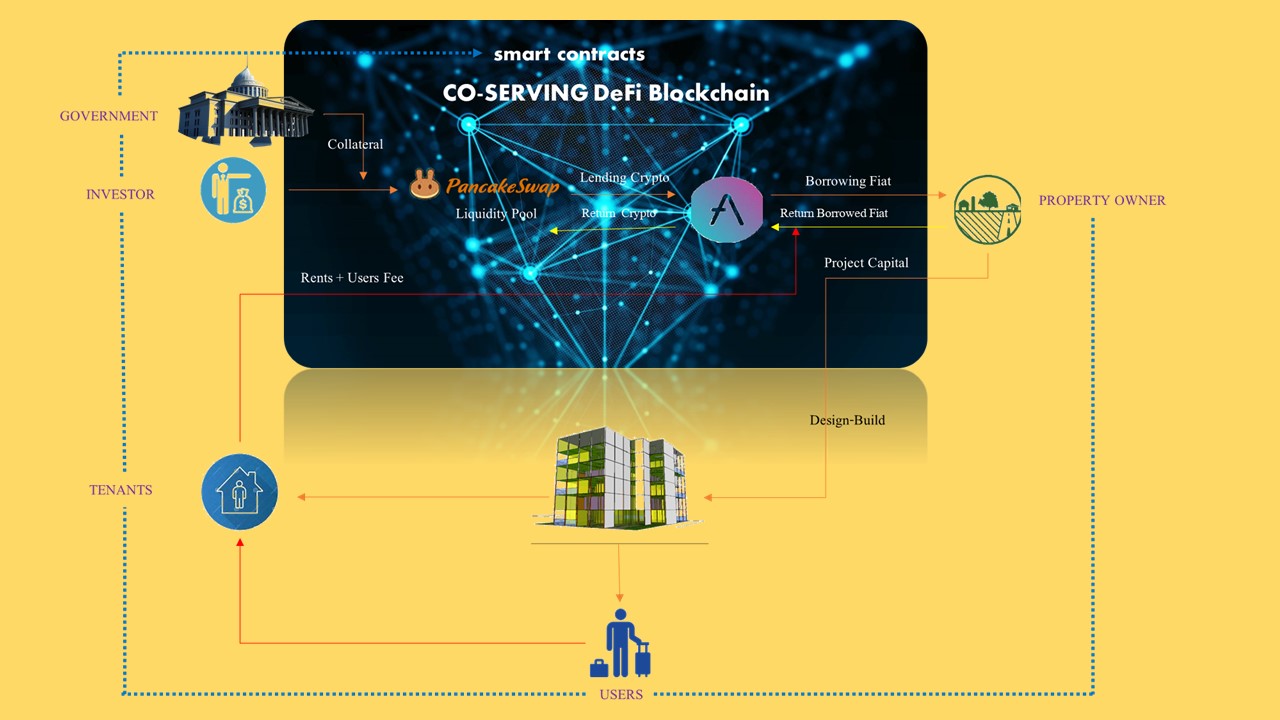 smart contracts
CO-SERVING DeFi Blockchain
GOVERNMENT
Collateral
INVESTOR
PancakeSwap
Lending Crypto
Borrowing Fiat
PROPERTY OWNER
Liquidity Pool
Return Crypto
Return Borrowed Fiat
Project Capital
Rents + Users Fee
Design-Build
TENANTS
USERS